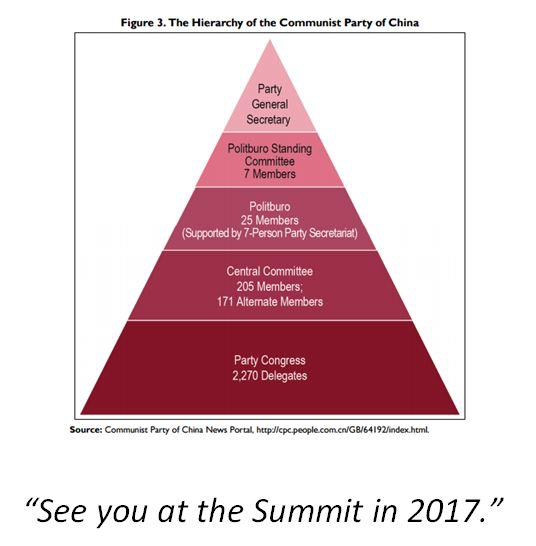 Figure 3. The Hierarchy of the Communist Party of China
Party
General
Secretary
Politburo Standing
Committee
7 Members
Politburo
25 Members
(Supported by 7-Person Party Secretariat)
Central Committee
205 Members;
171 Alternate Members
Party Congress
2,270 Delegates
Source: Communist Party of China News Portal, http://cpc.people.com.cn/GB/64192/index.html.
“See you at the Summit in 2017.”